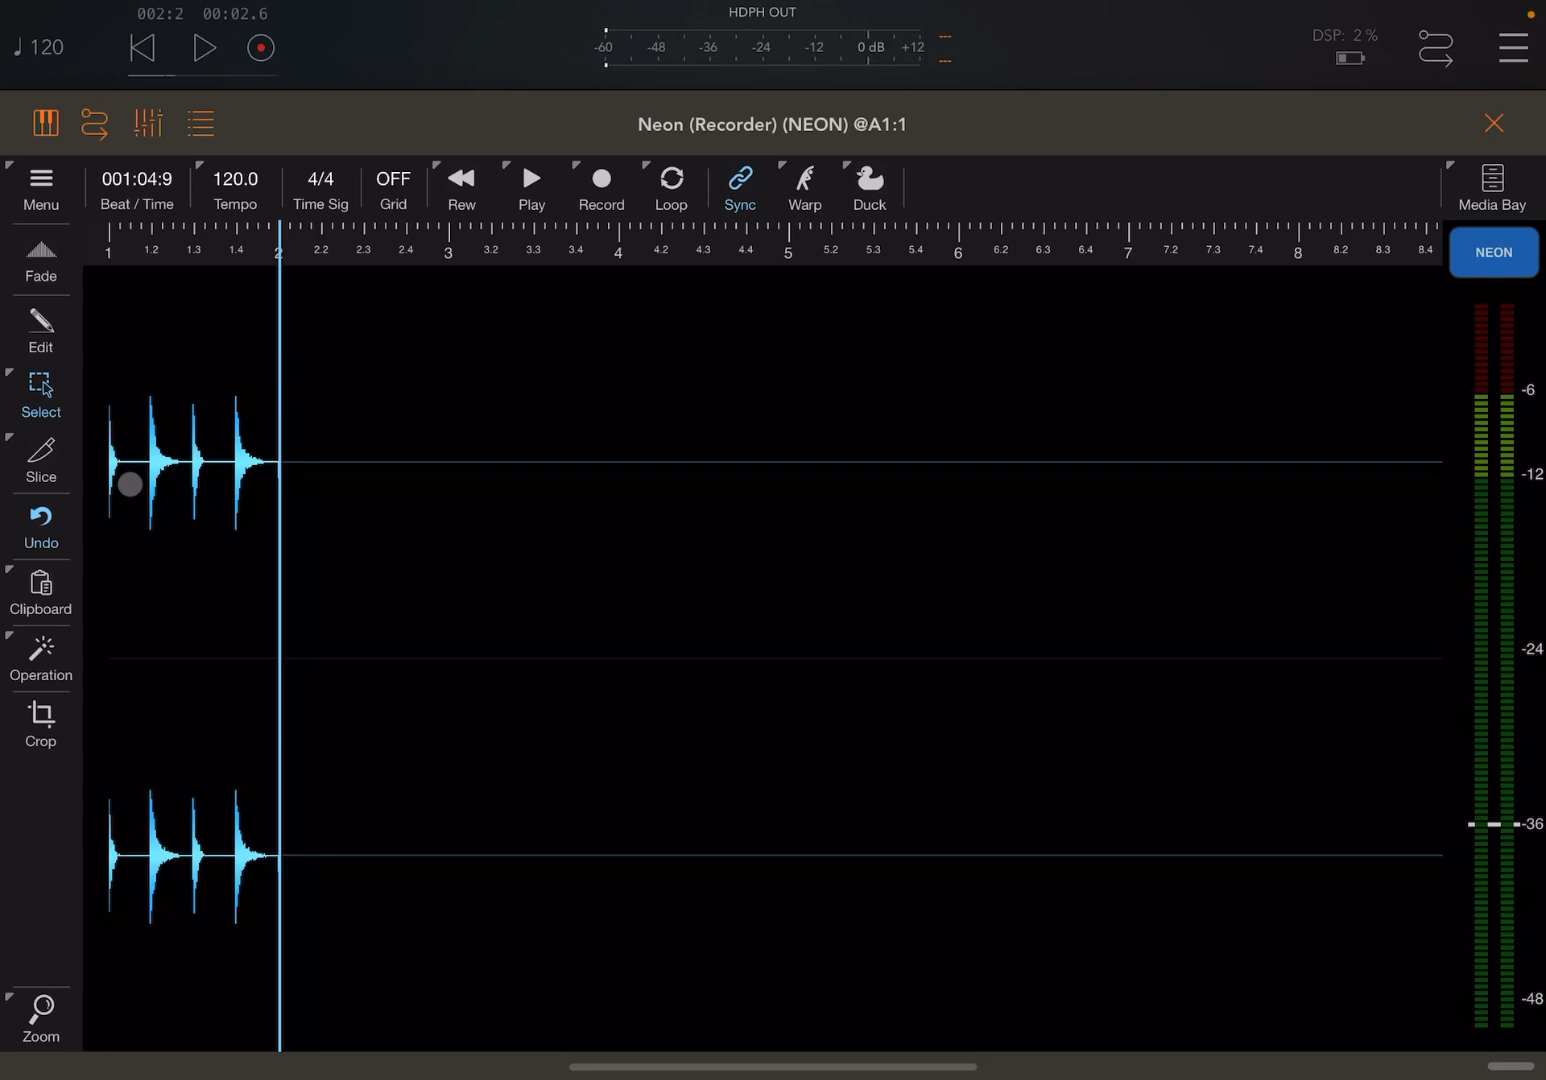 002:2 00:02.6
HDPH OUT
♩ 120
-60 -48 -36 -24 -12 0 dB +12
---
---
DSP: 2 %
Neon (Recorder) (NEON) @A1:1
001:04:9 120.0 4/4 OFF
Menu Beat / Time Tempo Time Sig Grid Rew Play Record Loop Sync Warp Duck Media Bay
1 1.2 1.3 1.4 2 2.2 2.3 2.4 3 3.2 3.3 3.4 4 4.2 4.3 4.4 5 5.2 5.3 5.4 6 6.2 6.3 6.4 7 7.2 7.3 7.4 8 8.2 8.3 8.4
NEON
Fade
Edit
Select
Slice
Undo
Clipboard
Operation
Crop
Zoom
-6
-12
-24
-36
-48